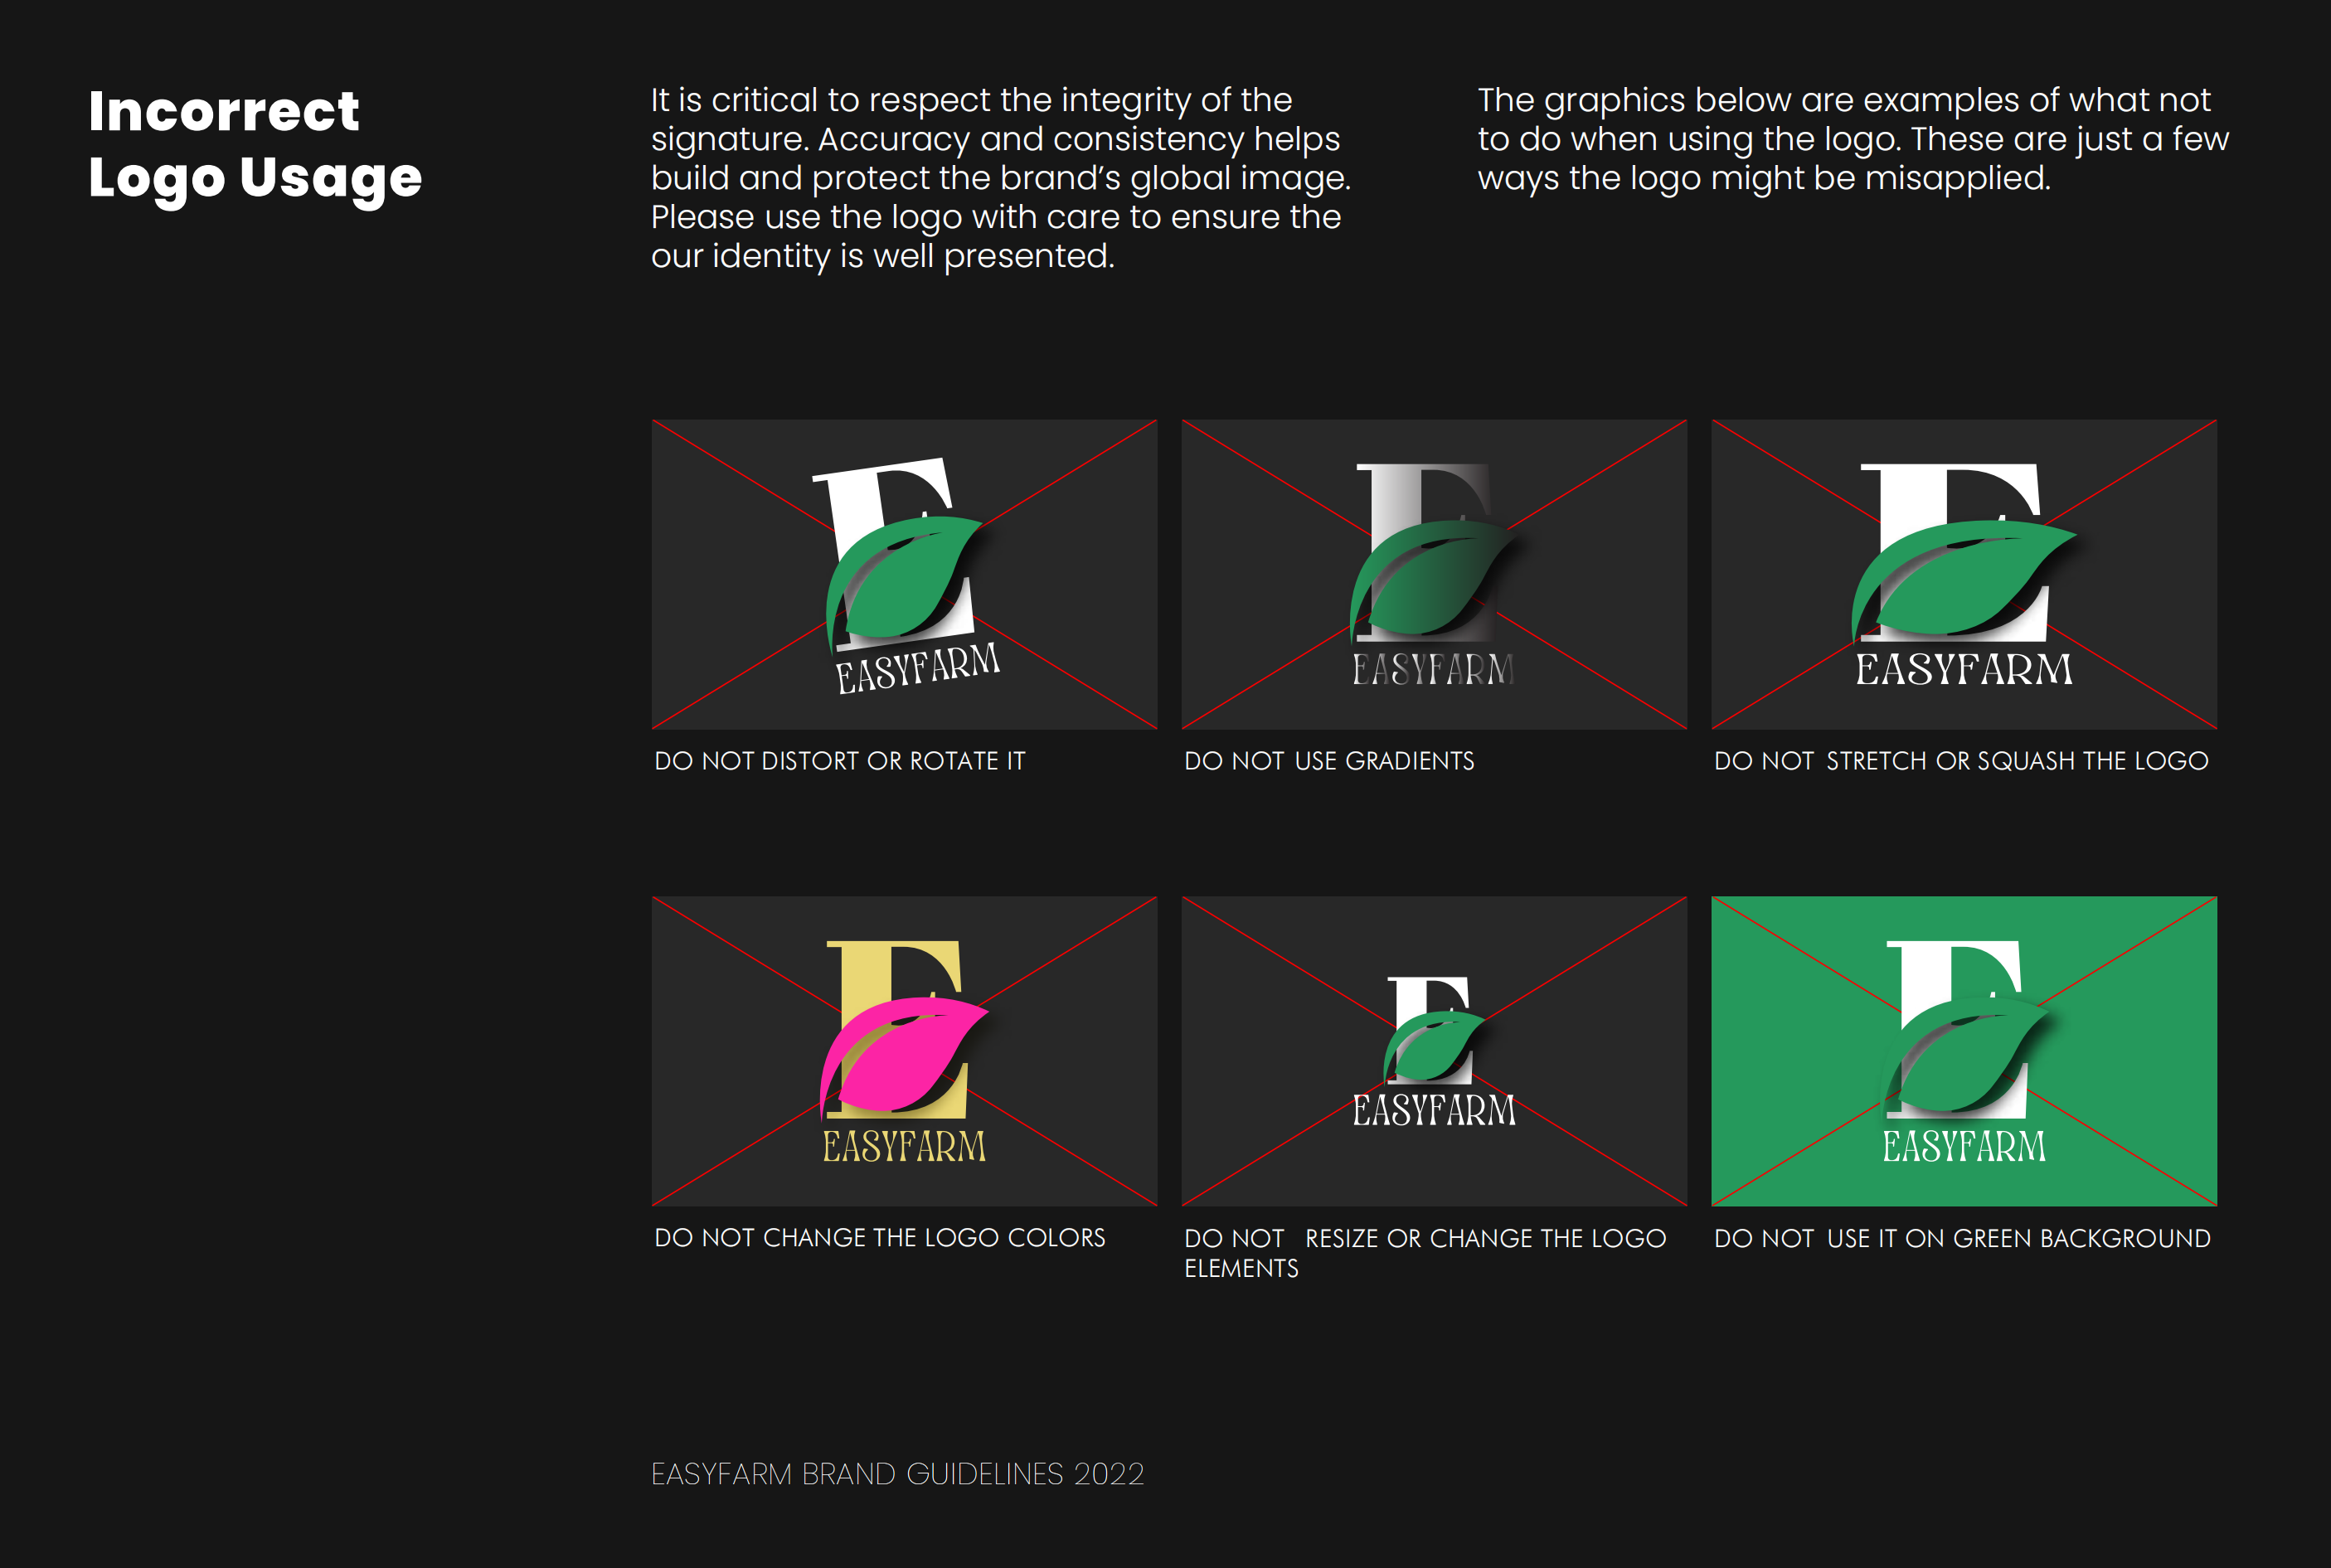 Incorrect
Logo Usage
It is critical to respect the integrity of the
signature. Accuracy and consistency helps
build and protect the brand’s global image.
Please use the logo with care to ensure the
our identity is well presented.
The graphics below are examples of what not
to do when using the logo. These are just a few
ways the logo might be misapplied.
E
EASYFARM
DO NOT DISTORT OR ROTATE IT
E
EASYFARM
DO NOT USE GRADIENTS
E
EASYFARM
DO NOT STRETCH OR SQUASH THE LOGO
E
EASYFARM
DO NOT CHANGE THE LOGO COLORS
E
EASYFARM
DO NOT RESIZE OR CHANGE THE LOGO
ELEMENTS
E
EASYFARM
DO NOT USE IT ON GREEN BACKGROUND
EASYFARM BRAND GUIDELINES 2022